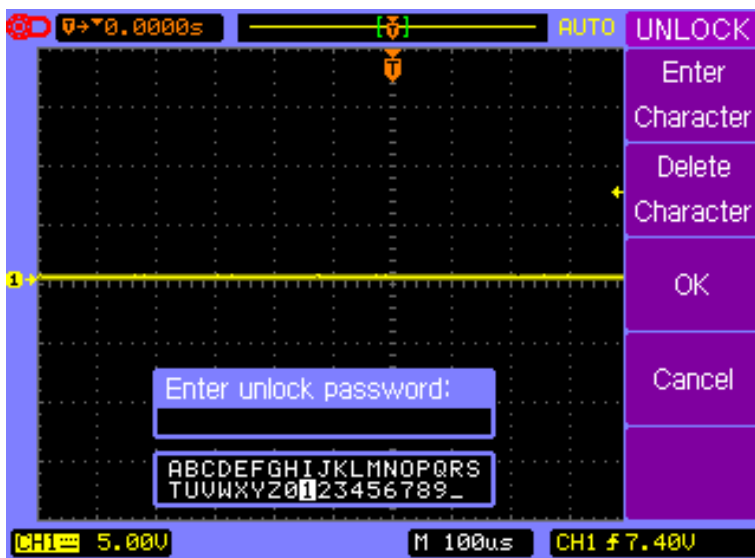 0.0000s
T
AUTO
UNLOCK
T
Enter
Character
Delete
Character
1
OK
Enter unlock password:
Cancel
ABCDEFGHIJKLMNOPQRS
TUVWXYZ0123456789_
CH1 5.00V
M 100us
CH1 7.40V